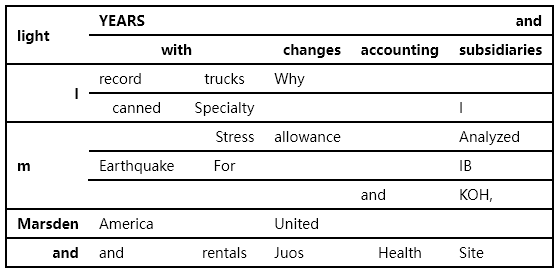 light YEARS and
with changes accounting subsidiaries
l record trucks Why
canned Specialty I
m Stress allowance Analyzed
Earthquake For IB
and KOH,
Marsden America United
and and rentals Juos Health Site